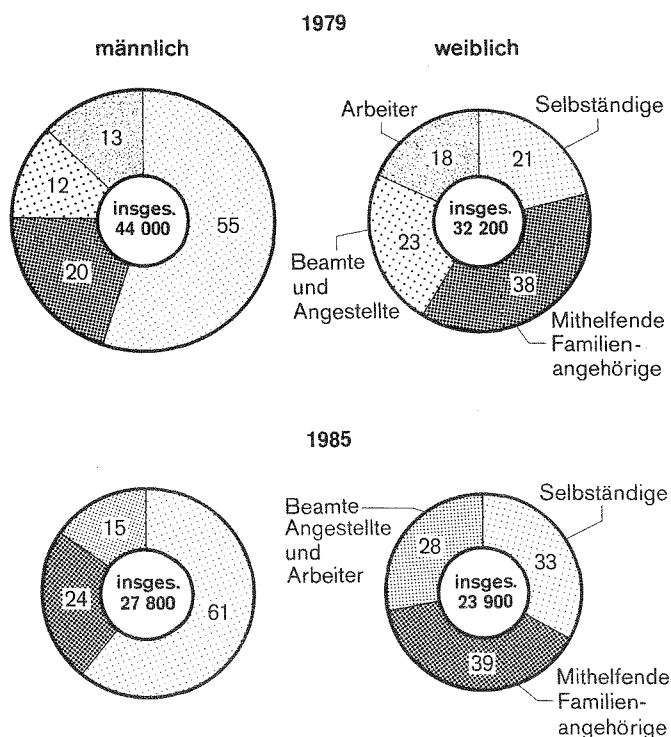 1979
männlich
weiblich
13
12
20
55
insges.
44 000
Arbeiter
Selbständige
18
21
23
38
insges.
32 200
Beamte
und
Angestellte
Mithelfende
Familien-
angehörige
1985
15
24
61
insges.
27 800
Beamte
Angestellte
und
Arbeiter
Selbständige
28
33
39
insges.
23 900
Mithelfende
Familien-
angehörige